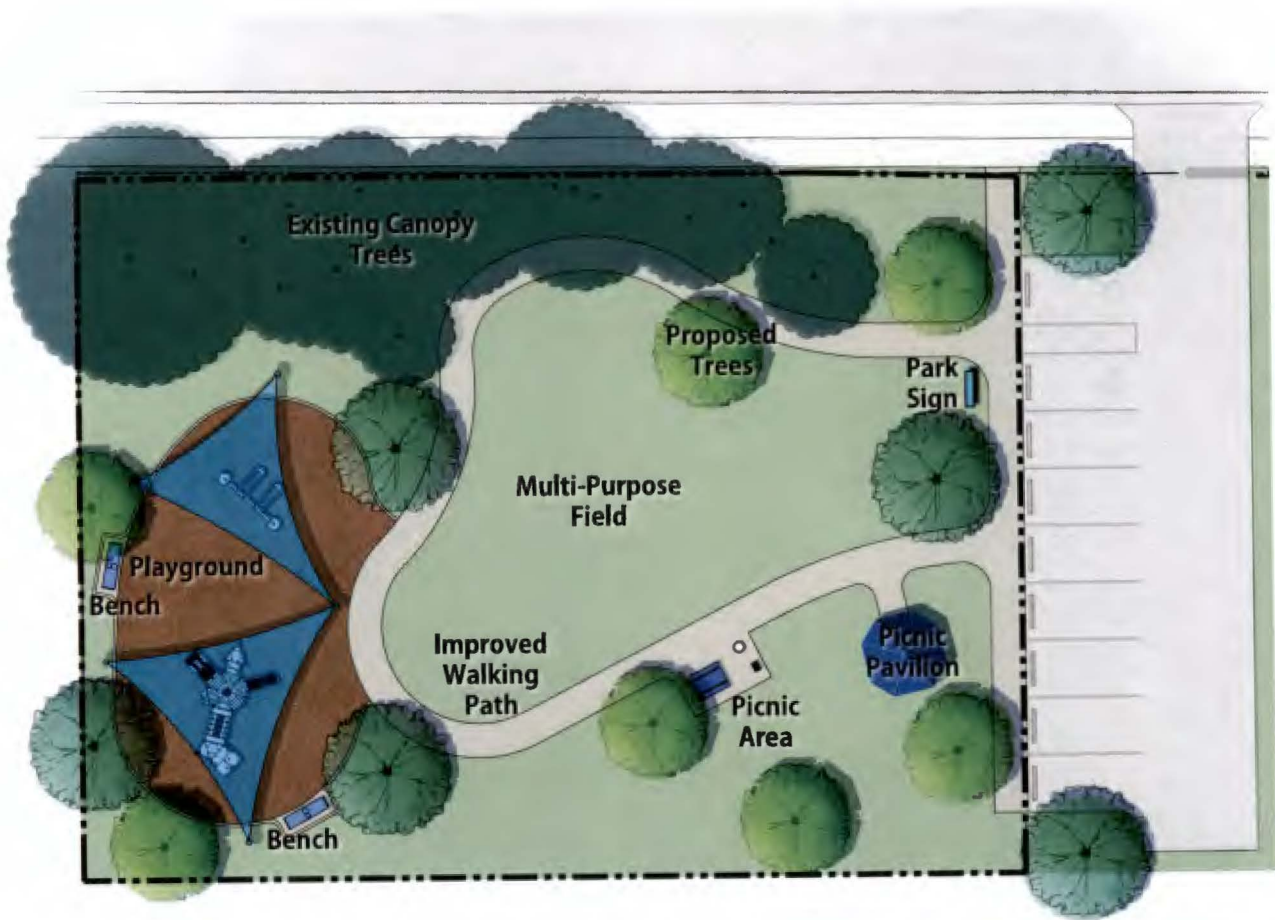 Existing Canopy
Trees
Proposed
Trees
Park
Sign
Multi-Purpose
Field
Playground
Bench
Improved
Walking
Path
Picnic
Pavilion
Picnic
Area
Bench